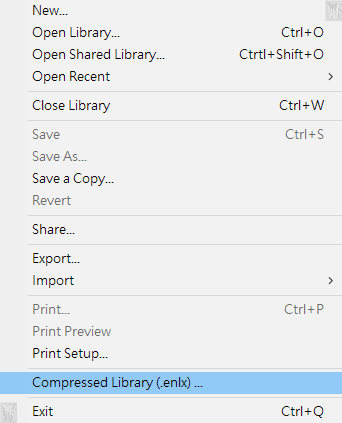 New...
Open Library... Ctrl+O
Open Shared Library... Ctrtl+Shift+O
Open Recent
Close Library Ctrl+W
Save Ctrl+S
Save As...
Save a Copy...
Revert
Share...
Export...
Import
Print... Ctrl+P
Print Preview
Print Setup...
Compressed Library (.enlx) ...
Exit Ctrl+Q